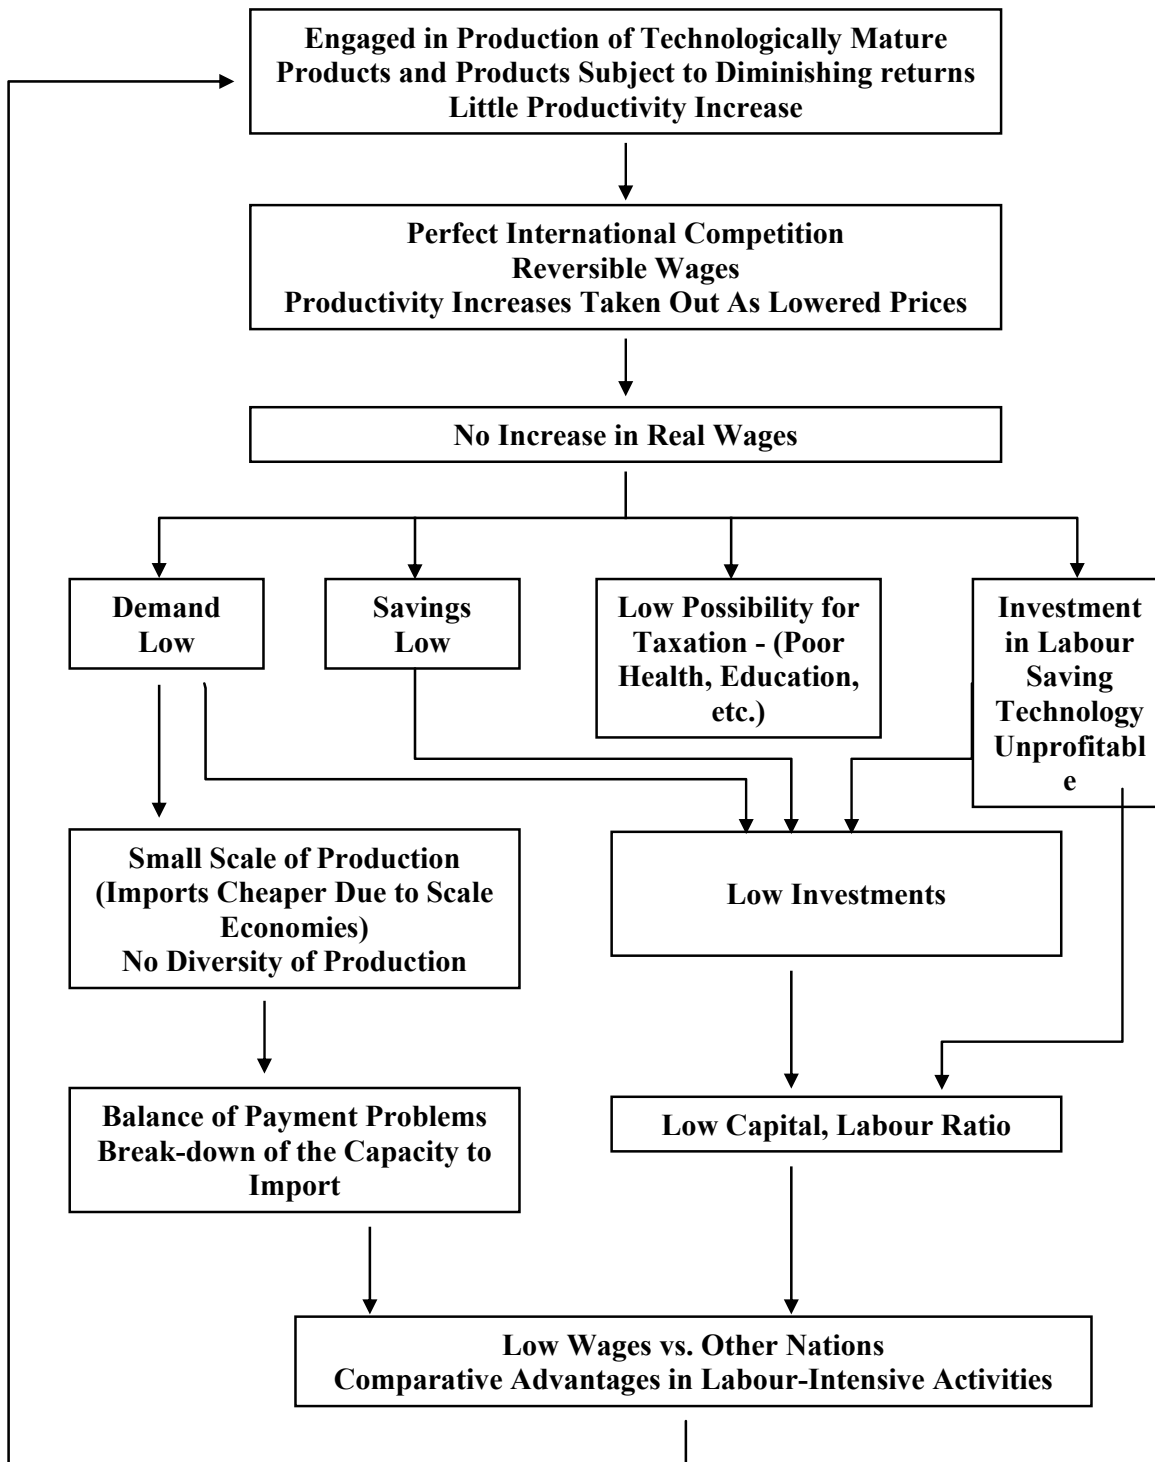 Engaged in Production of Technologically Mature
Products and Products Subject to Diminishing returns
Little Productivity Increase
Perfect International Competition
Reversible Wages
Productivity Increases Taken Out As Lowered Prices
No Increase in Real Wages
Demand
Low
Savings
Low
Low Possibility for
Taxation - (Poor
Health, Education,
etc.)
Investment
in Labour
Saving
Technology
Unprofitabl
e
Small Scale of Production
(Imports Cheaper Due to Scale
Economies)
No Diversity of Production
Low Investments
Balance of Payment Problems
Break-down of the Capacity to
Import
Low Capital, Labour Ratio
Low Wages vs. Other Nations
Comparative Advantages in Labour-Intensive Activities